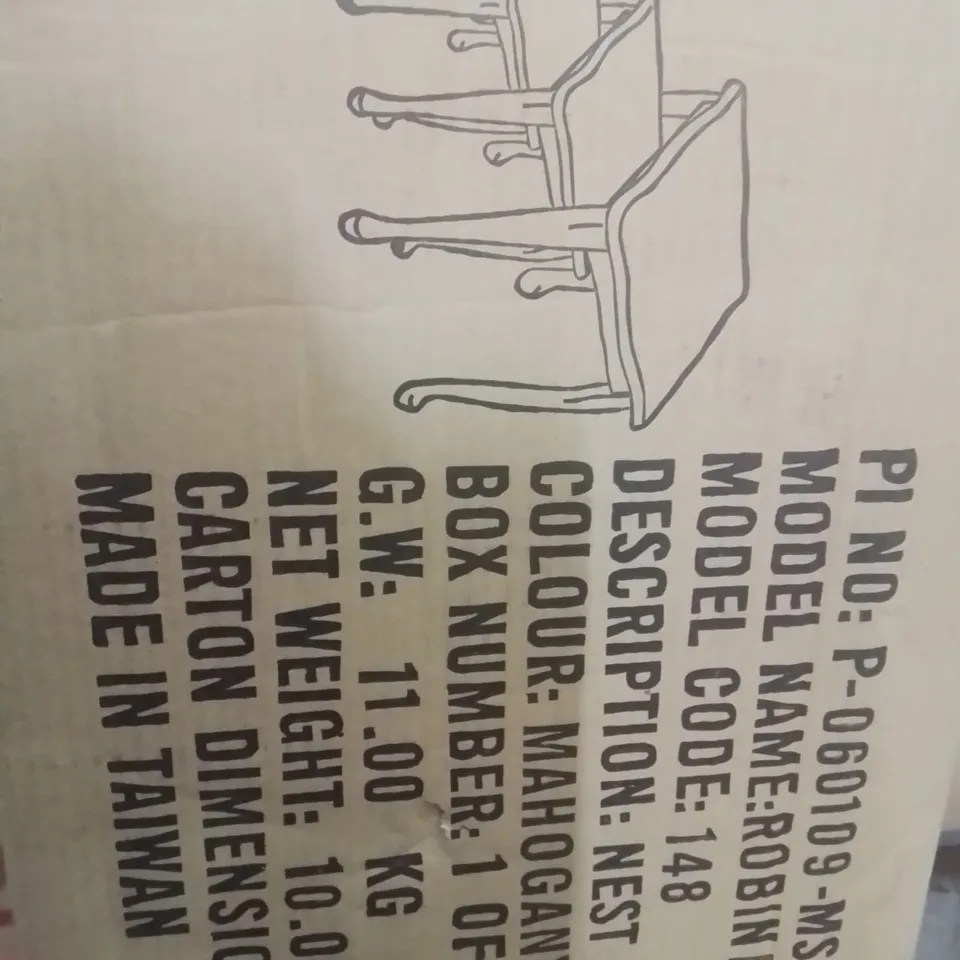 PI NO: P-060109-MS
MODEL NAME:ROBIN
MODEL CODE: 148
DESCRIPTION: NEST
COLOUR: MAHOGANY
BOX NUMBER: 1 OF
G.W: 11.00 KG
NET WEIGHT: 10.0
CARTON DIMENSIO
MADE IN TAIWAN